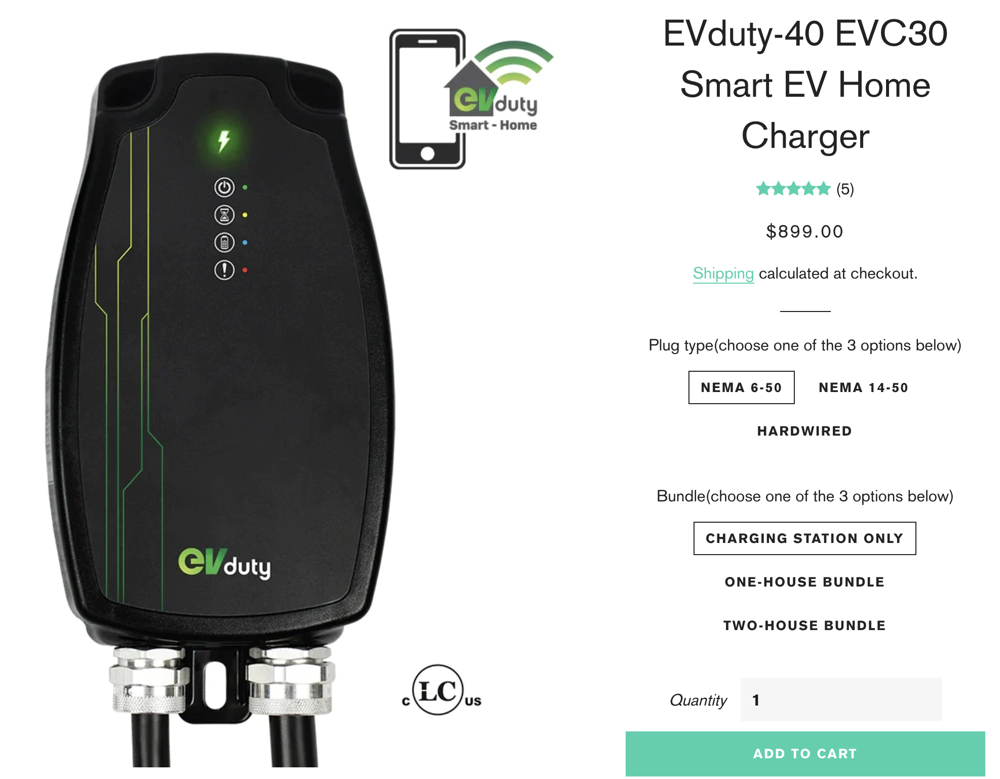 evduty
Smart - Home
evduty
c LC us
EVduty-40 EVC30
Smart EV Home
Charger
(5)
$899.00
Shipping calculated at checkout.
Plug type(choose one of the 3 options below)
NEMA 6-50 NEMA 14-50
HARDWIRED
Bundle(choose one of the 3 options below)
CHARGING STATION ONLY
ONE-HOUSE BUNDLE
TWO-HOUSE BUNDLE
Quantity 1
ADD TO CART